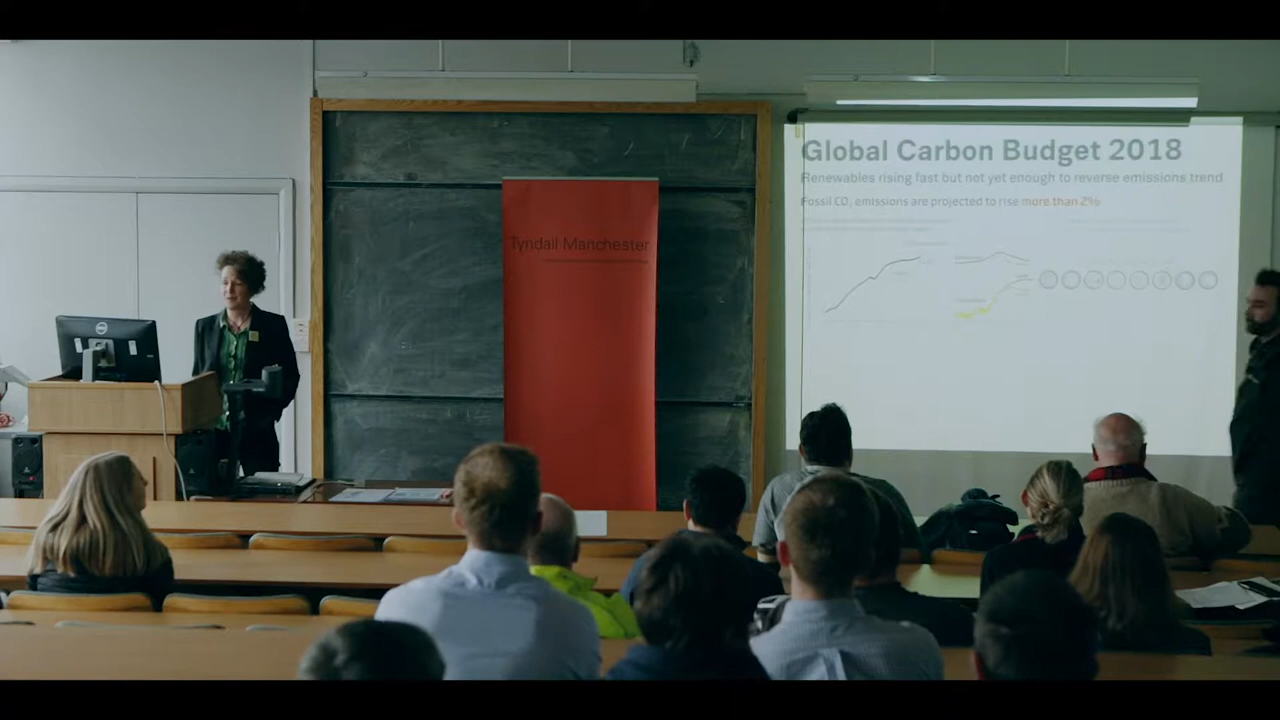 Tyndall Manchester
Global Carbon Budget 2018
Renewables rising fast but not yet enough to reverse emissions trend
Fossil CO₂ emissions are projected to rise more than 2%
DELL